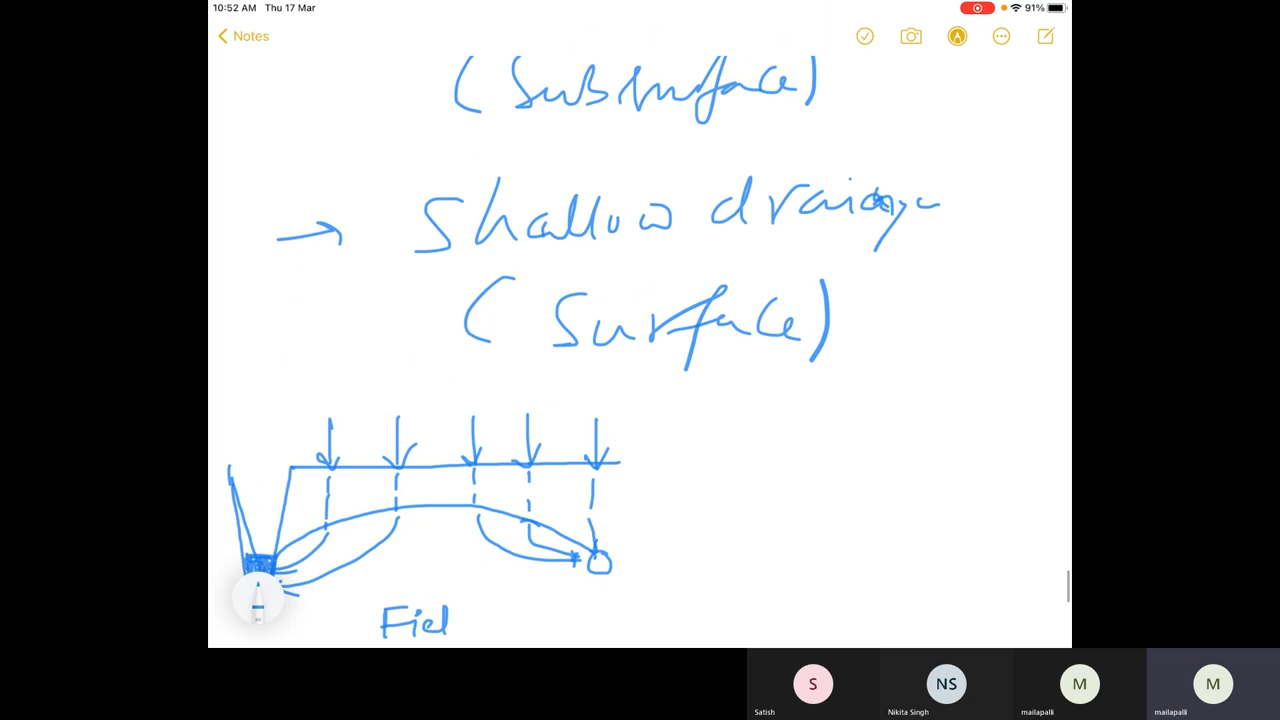 10:52 AM Thu 17 Mar
91%
Notes
(Subsurface)
→ Shallow drainage
(Surface)
Fiel
S
NS
M
M
Satish
Nikita Singh
mailapalli
mailapalli